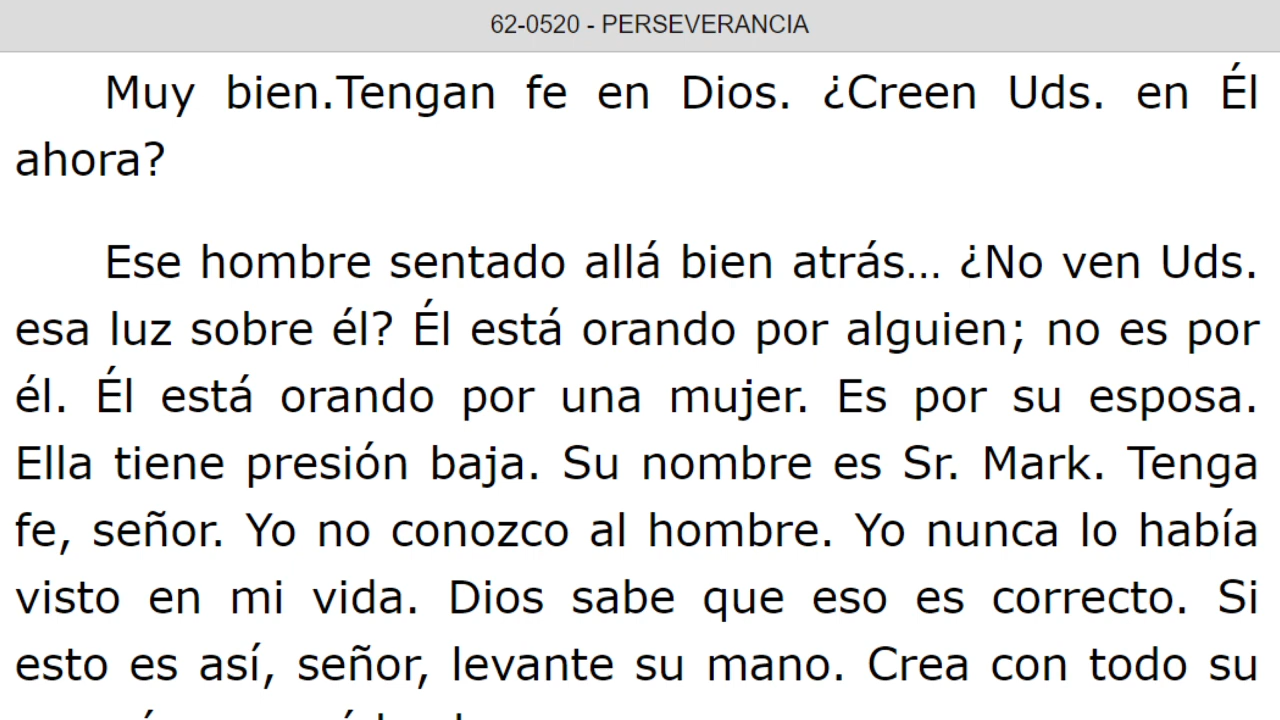 62-0520 - PERSEVERANCIA
Muy bien.Tengan fe en Dios. ¿Creen Uds. en Él
ahora?
Ese hombre sentado allá bien atrás... ¿No ven Uds.
esa luz sobre él? Él está orando por alguien; no es por
él. Él está orando por una mujer. Es por su esposa.
Ella tiene presión baja. Su nombre es Sr. Mark. Tenga
fe, señor. Yo no conozco al hombre. Yo nunca lo había
visto en mi vida. Dios sabe que eso es correcto. Si
esto es así, señor, levante su mano. Crea con todo su